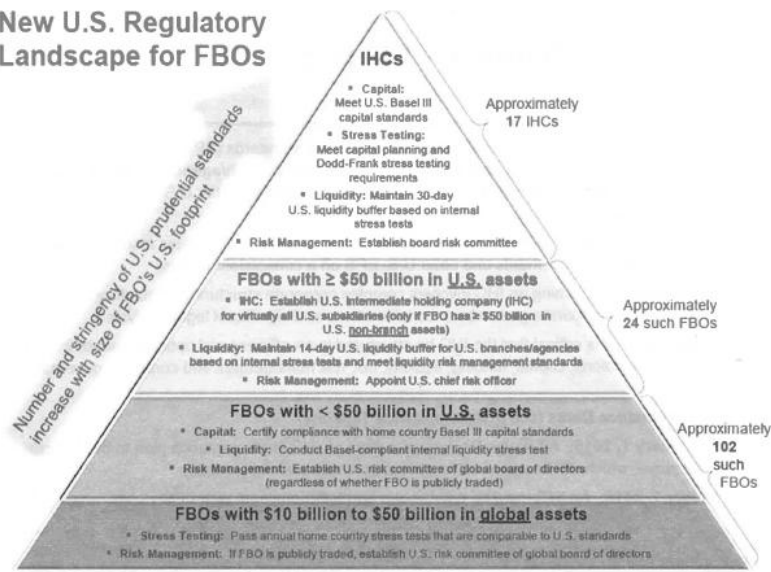 New U.S. Regulatory
Landscape for FBOs
Number and stringency of U.S. prudential standards
increase with size of FBO's U.S. footprint
IHCs
▪ Capital:
Meet U.S. Basel III
capital standards
▪ Stress Testing:
Meet capital planning and
Dodd-Frank stress testing
requirements
▪ Liquidity: Maintain 30-day
U.S. liquidity buffer based on internal
stress tests
▪ Risk Management: Establish board risk committee
Approximately
17 IHCs
FBOs with ≥ $50 billion in U.S. assets
▪ IHC: Establish U.S. intermediate holding company (IHC)
for virtually all U.S. subsidiaries (only if FBO has ≥ $50 billion in
U.S. non-branch assets)
▪ Liquidity: Maintain 14-day U.S. liquidity buffer for U.S. branches/agencies
based on internal stress tests and meet liquidity risk management standards
▪ Risk Management: Appoint U.S. chief risk officer
Approximately
24 such FBOs
FBOs with < $50 billion in U.S. assets
▪ Capital: Certify compliance with home country Basel III capital standards
▪ Liquidity: Conduct Basel-compliant internal liquidity stress test
▪ Risk Management: Establish U.S. risk committee of global board of directors
(regardless of whether FBO is publicly traded)
Approximately
102
such
FBOs
FBOs with $10 billion to $50 billion in global assets
▪ Stress Testing: Pass annual home country stress tests that are comparable to U.S. standards
▪ Risk Management: If FBO is publicly traded, establish U.S. risk committee of global board of directors